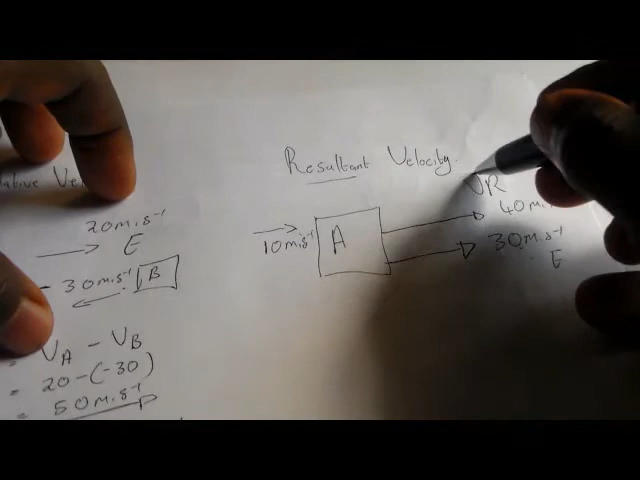 Resultant Velocity.
VR
40m.
10m.s⁻¹
A
30m.s⁻¹
E
20m.s⁻¹
E
- 30m.s⁻¹ B
= VA - VB
= 20-(-30)
= 50m.s⁻¹